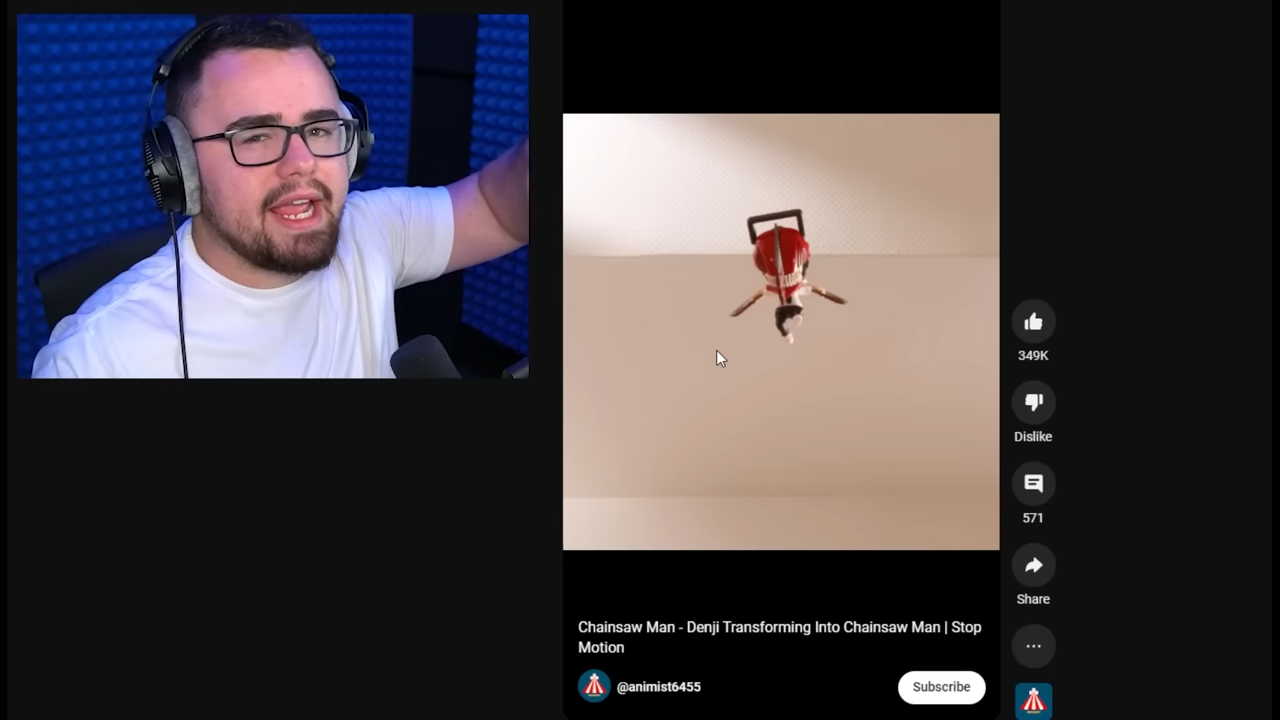 349K
Dislike
571
Share
Chainsaw Man - Denji Transforming Into Chainsaw Man | Stop
Motion
@animist6455
Subscribe